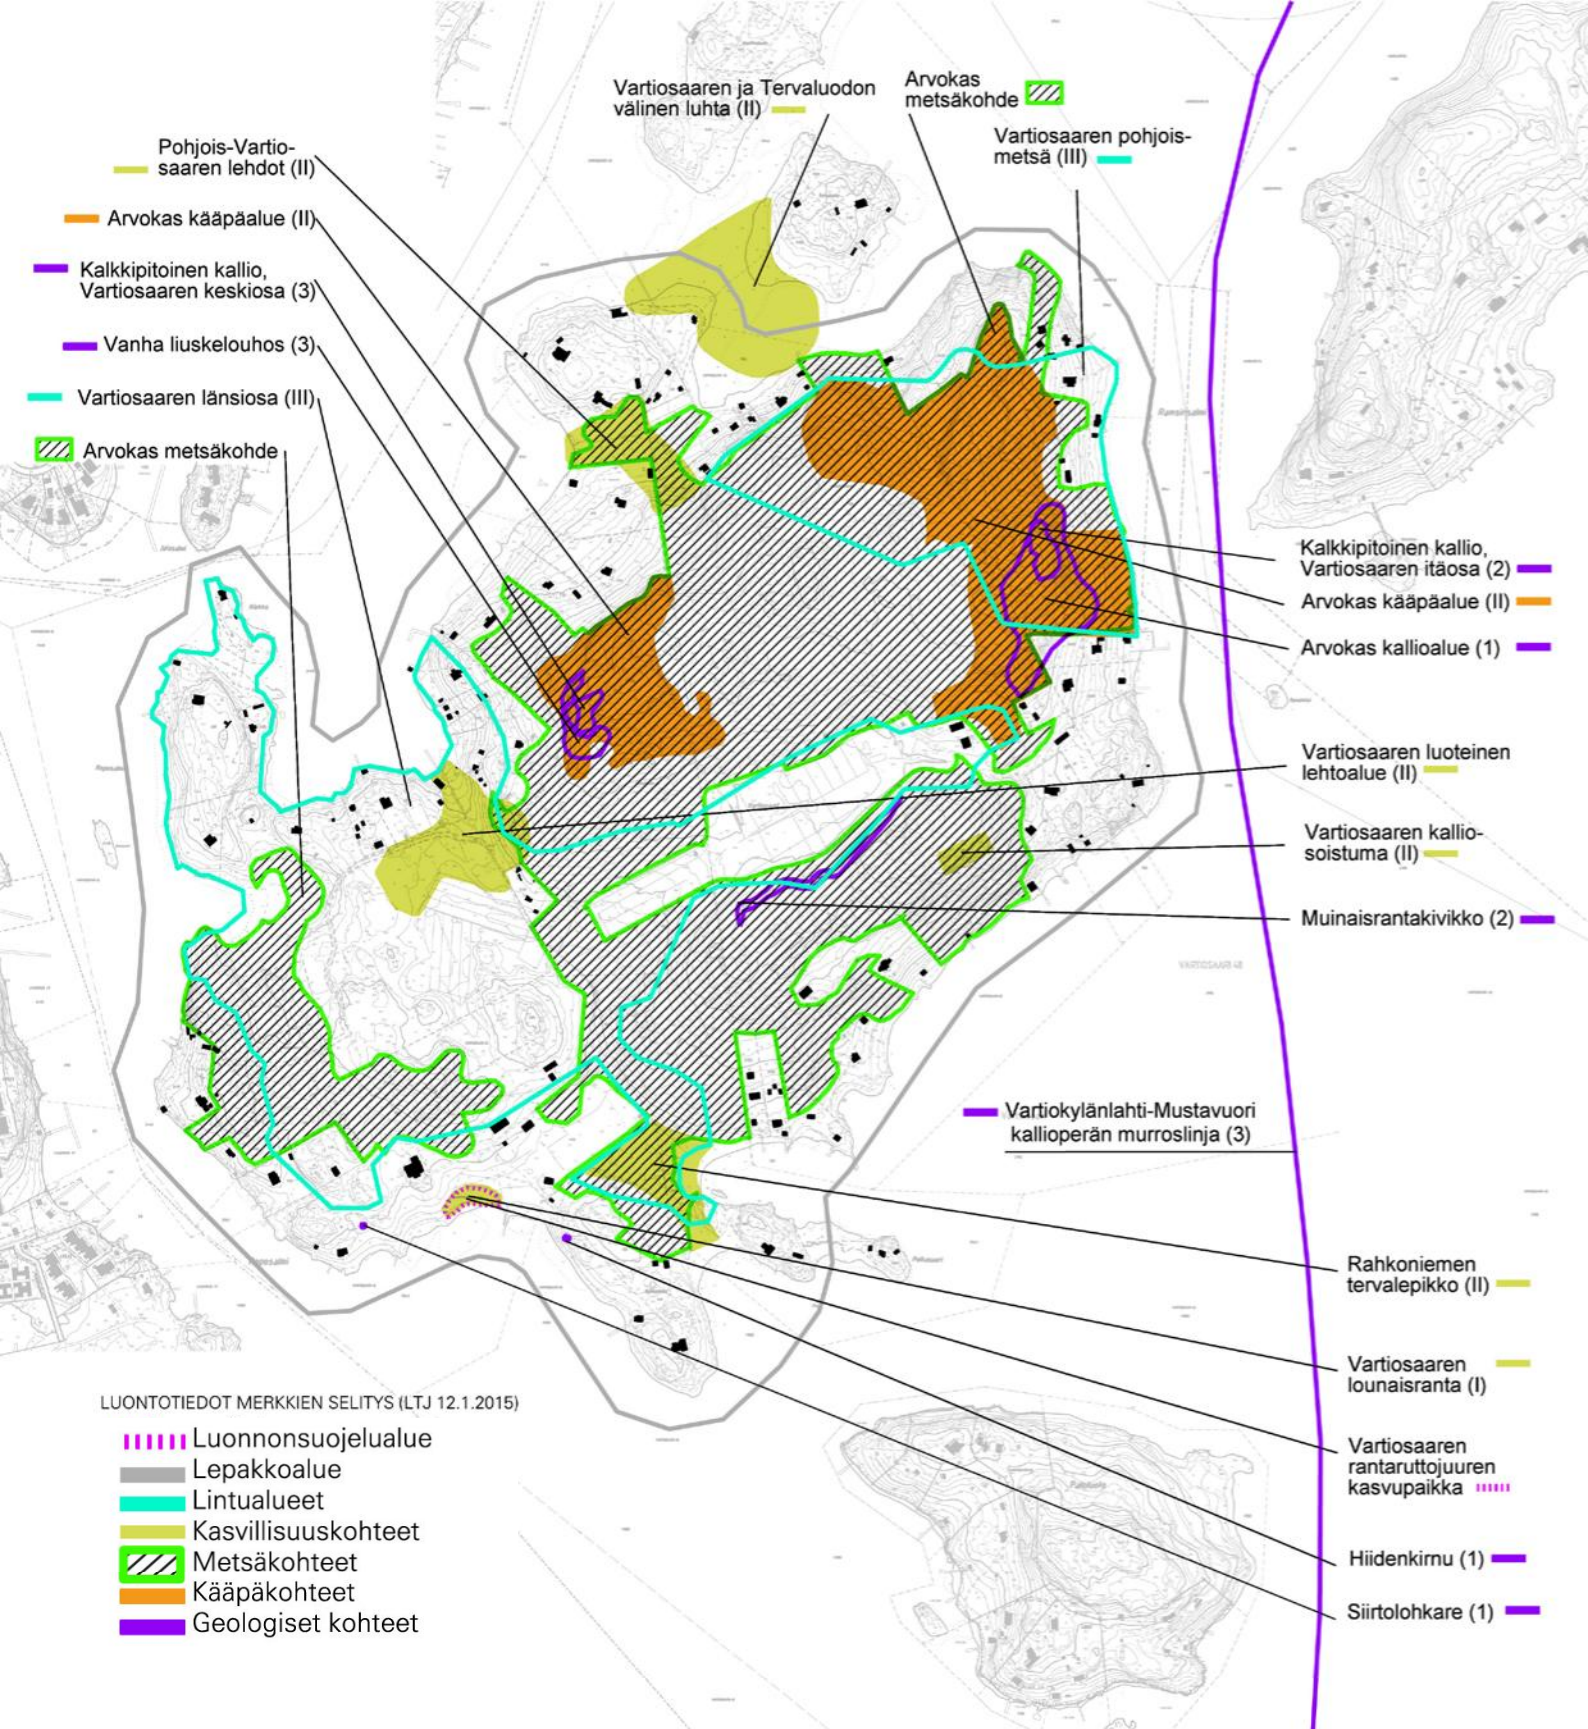 Vartiosaaren ja Tervaluodon
välinen luhta (II)
Arvokas
metsäkohde
Vartiosaaren pohjois-
metsä (III)
Pohjois-Vartio-
saaren lehdot (II)
Arvokas kääpäalue (II)
Kalkkipitoinen kallio,
Vartiosaaren keskiosa (3)
Vanha liuskelouhos (3)
Vartiosaaren länsiosa (III)
Arvokas metsäkohde
Kalkkipitoinen kallio,
Vartiosaaren itäosa (2)
Arvokas kääpäalue (II)
Arvokas kallioalue (1)
Vartiosaaren luoteinen
lehtoalue (II)
Vartiosaaren kallio-
soistuma (II)
Muinaisrantakivikko (2)
VARTIOSAARI 48
Vartiokylänlahti-Mustavuori
kallioperän murroslinja (3)
Rahkoniemen
tervalepikko (II)
Vartiosaaren
lounaisranta (I)
Vartiosaaren
rantaruttojuuren
kasvupaikka
Hiidenkirnu (1)
Siirtolohkare (1)
LUONTOTIEDOT MERKKIEN SELITYS (LTJ 12.1.2015)
Luonnonsuojelualue
Lepakkoalue
Lintualueet
Kasvillisuuskohteet
Metsäkohteet
Kääpäkohteet
Geologiset kohteet